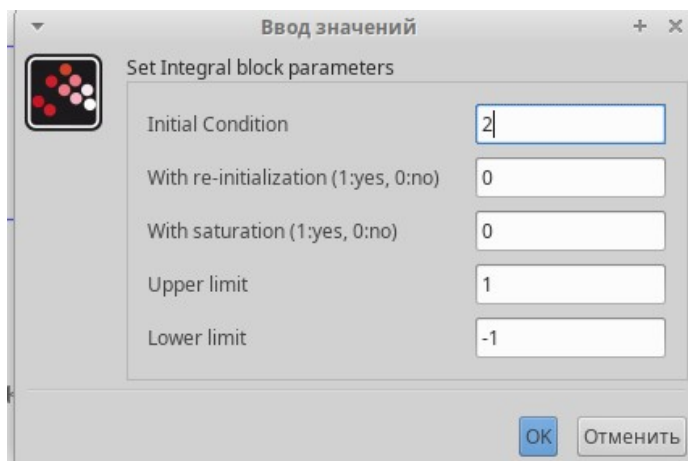 Ввод значений
Set Integral block parameters
Initial Condition 2
With re-initialization (1:yes, 0:no) 0
With saturation (1:yes, 0:no) 0
Upper limit 1
Lower limit -1
OK Отменить